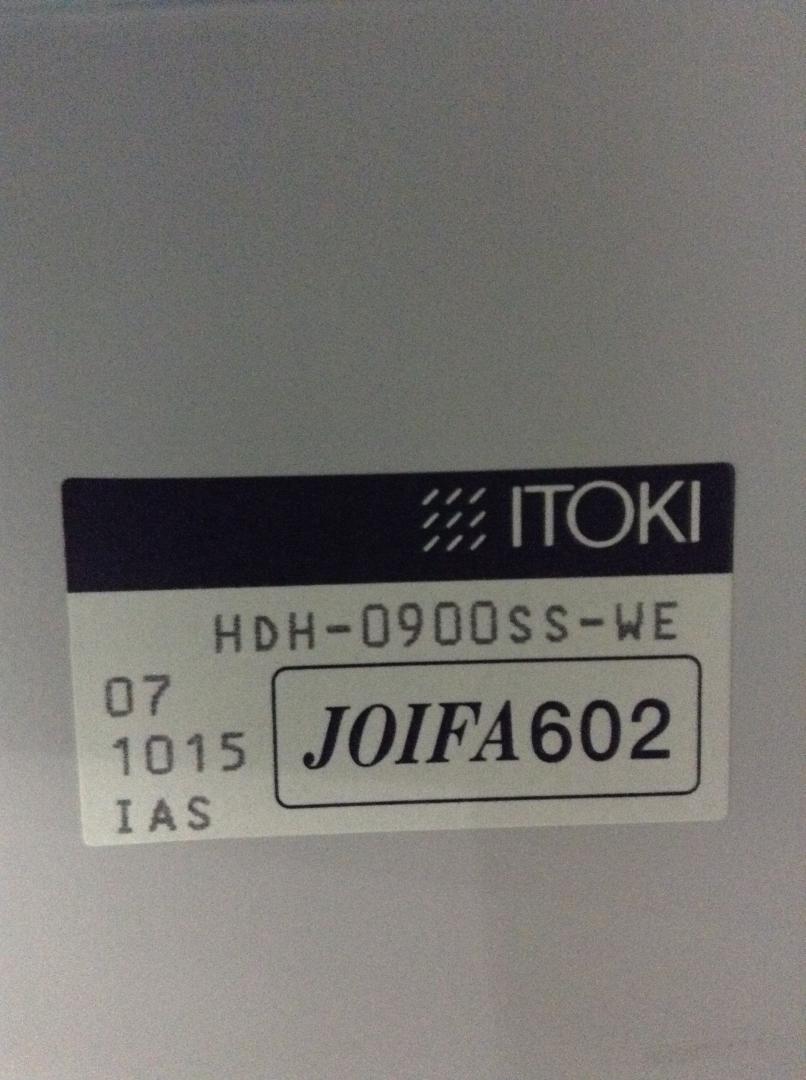 ITOKI
HDH-0900SS-WE
07
1015
IAS
JOIFA602